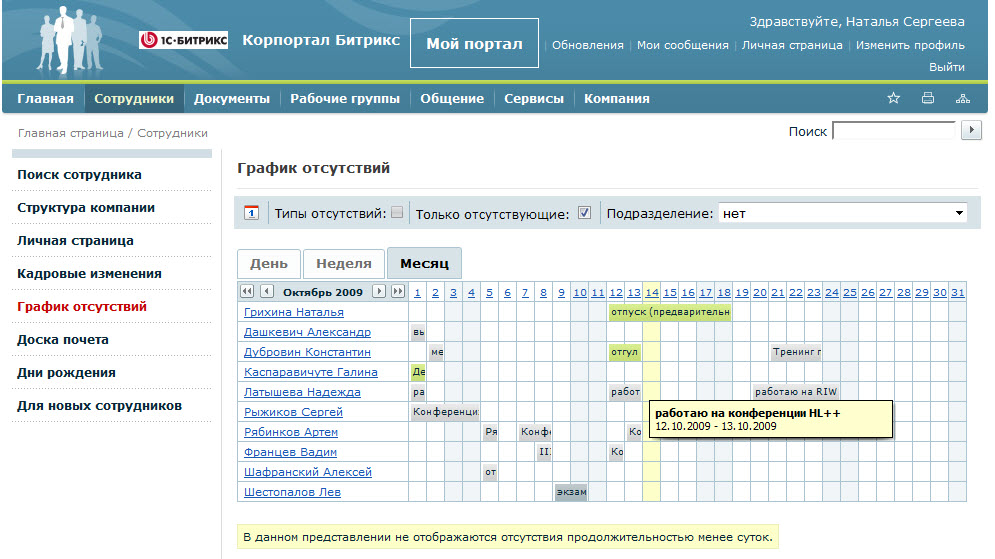 Здравствуйте, Наталья Сергеева
1С-БИТРИКС
Корпортал Битрикс
Мой портал
Обновления | Мои сообщения | Личная страница | Изменить профиль
Выйти
Главная Сотрудники Документы Рабочие группы Общение Сервисы Компания
Главная страница / Сотрудники
Поиск
Поиск сотрудника
Структура компании
Личная страница
Кадровые изменения
График отсутствий
Доска почета
Дни рождения
Для новых сотрудников
График отсутствий
1 Типы отсутствий: Только отсутствующие: Подразделение: нет
День Неделя Месяц
Октябрь 2009 1 2 3 4 5 6 7 8 9 10 11 12 13 14 15 16 17 18 19 20 21 22 23 24 25 26 27 28 29 30 31
Грихина Наталья отпуск (предварительн
Дашкевич Александр вы
Дубровин Константин ме отгул Тренинг г
Каспаравичуте Галина Де
Латышева Надежда ра работ работаю на RIW
Рыжиков Сергей Конференци
работаю на конференции HL++
12.10.2009 - 13.10.2009
Рябинков Артем Ря Конфе Ко
Францев Вадим Ко
Шафранский Алексей от
Шестопалов Лев экзам
В данном представлении не отображаются отсутствия продолжительностью менее суток.